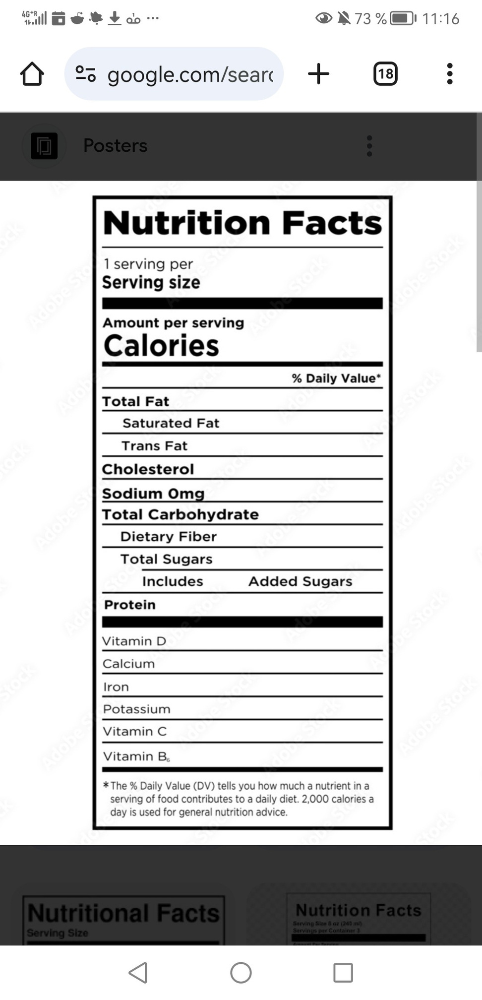 4G+R
73 % 11:16
google.com/searc
18
Posters
Nutrition Facts
1 serving per
Serving size
Amount per serving
Calories
% Daily Value*
Total Fat
Saturated Fat
Trans Fat
Cholesterol
Sodium 0mg
Total Carbohydrate
Dietary Fiber
Total Sugars
Includes Added Sugars
Protein
Vitamin D
Calcium
Iron
Potassium
Vitamin C
Vitamin B₆
* The % Daily Value (DV) tells you how much a nutrient in a
serving of food contributes to a daily diet. 2,000 calories a
day is used for general nutrition advice.
Adobe Stock
Nutritional Facts
Serving Size
Nutrition Facts
Serving Size 8 oz (240 ml)
Servings per Container 3